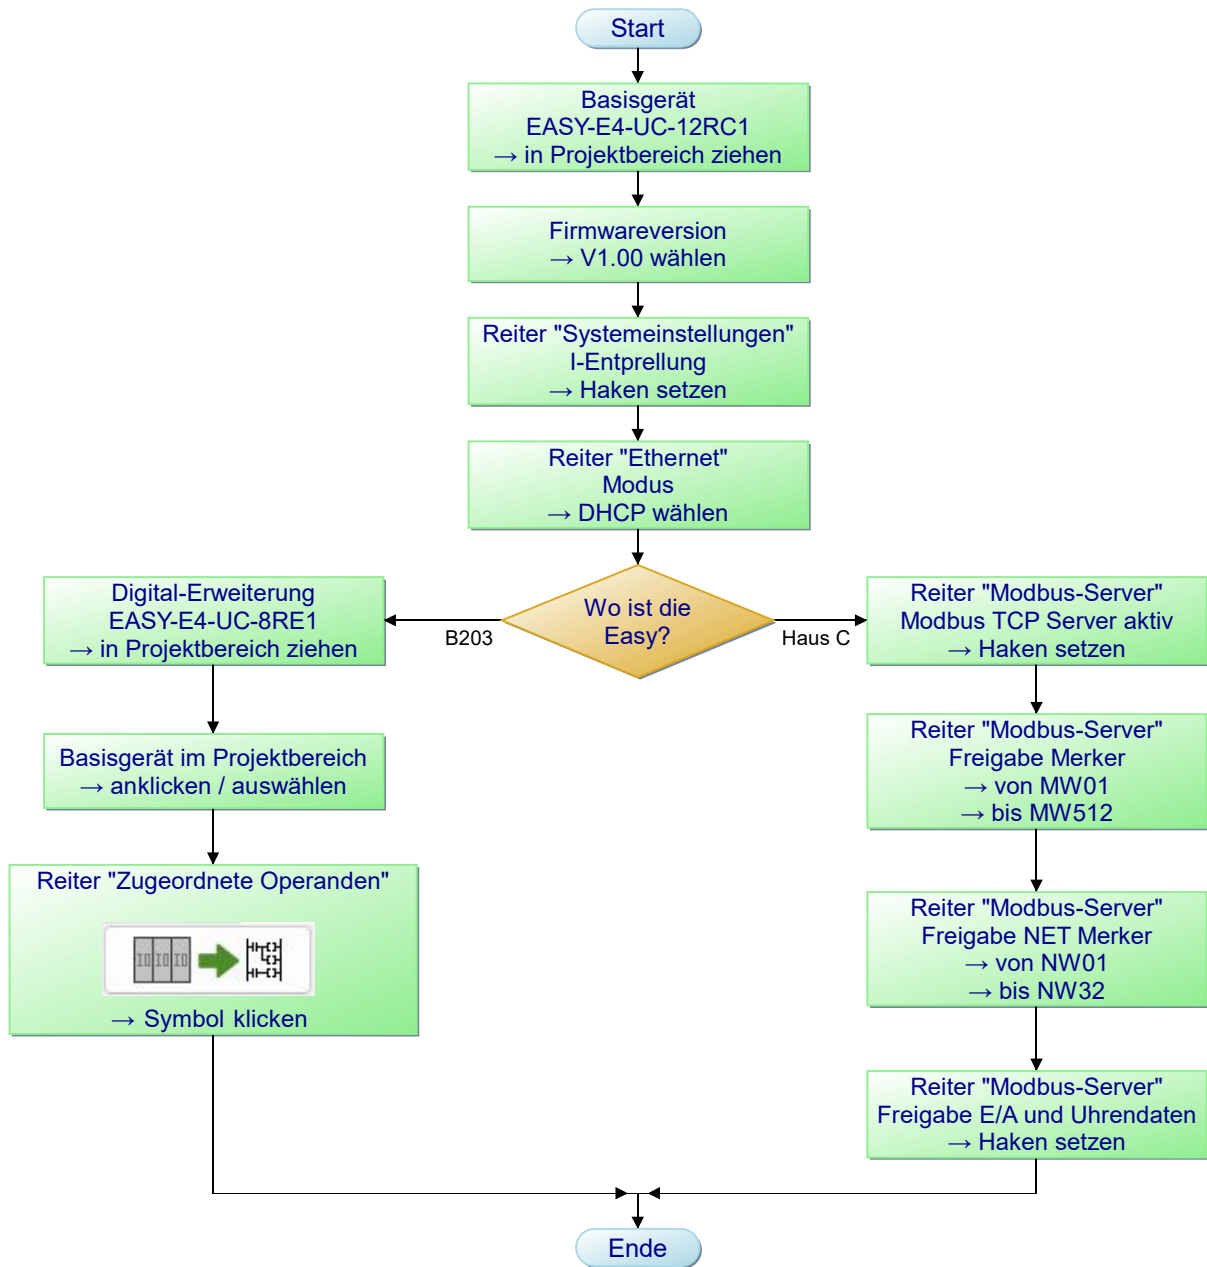 Start
Basisgerät
EASY-E4-UC-12RC1
→ in Projektbereich ziehen
Firmwareversion
→ V1.00 wählen
Reiter "Systemeinstellungen"
I-Entprellung
→ Haken setzen
Reiter "Ethernet"
Modus
→ DHCP wählen
Wo ist die
Easy?
B203
Haus C
Digital-Erweiterung
EASY-E4-UC-8RE1
→ in Projektbereich ziehen
Basisgerät im Projektbereich
→ anklicken / auswählen
Reiter "Zugeordnete Operanden"
IO IO IO
→ Symbol klicken
Reiter "Modbus-Server"
Modbus TCP Server aktiv
→ Haken setzen
Reiter "Modbus-Server"
Freigabe Merker
→ von MW01
→ bis MW512
Reiter "Modbus-Server"
Freigabe NET Merker
→ von NW01
→ bis NW32
Reiter "Modbus-Server"
Freigabe E/A und Uhrendaten
→ Haken setzen
Ende